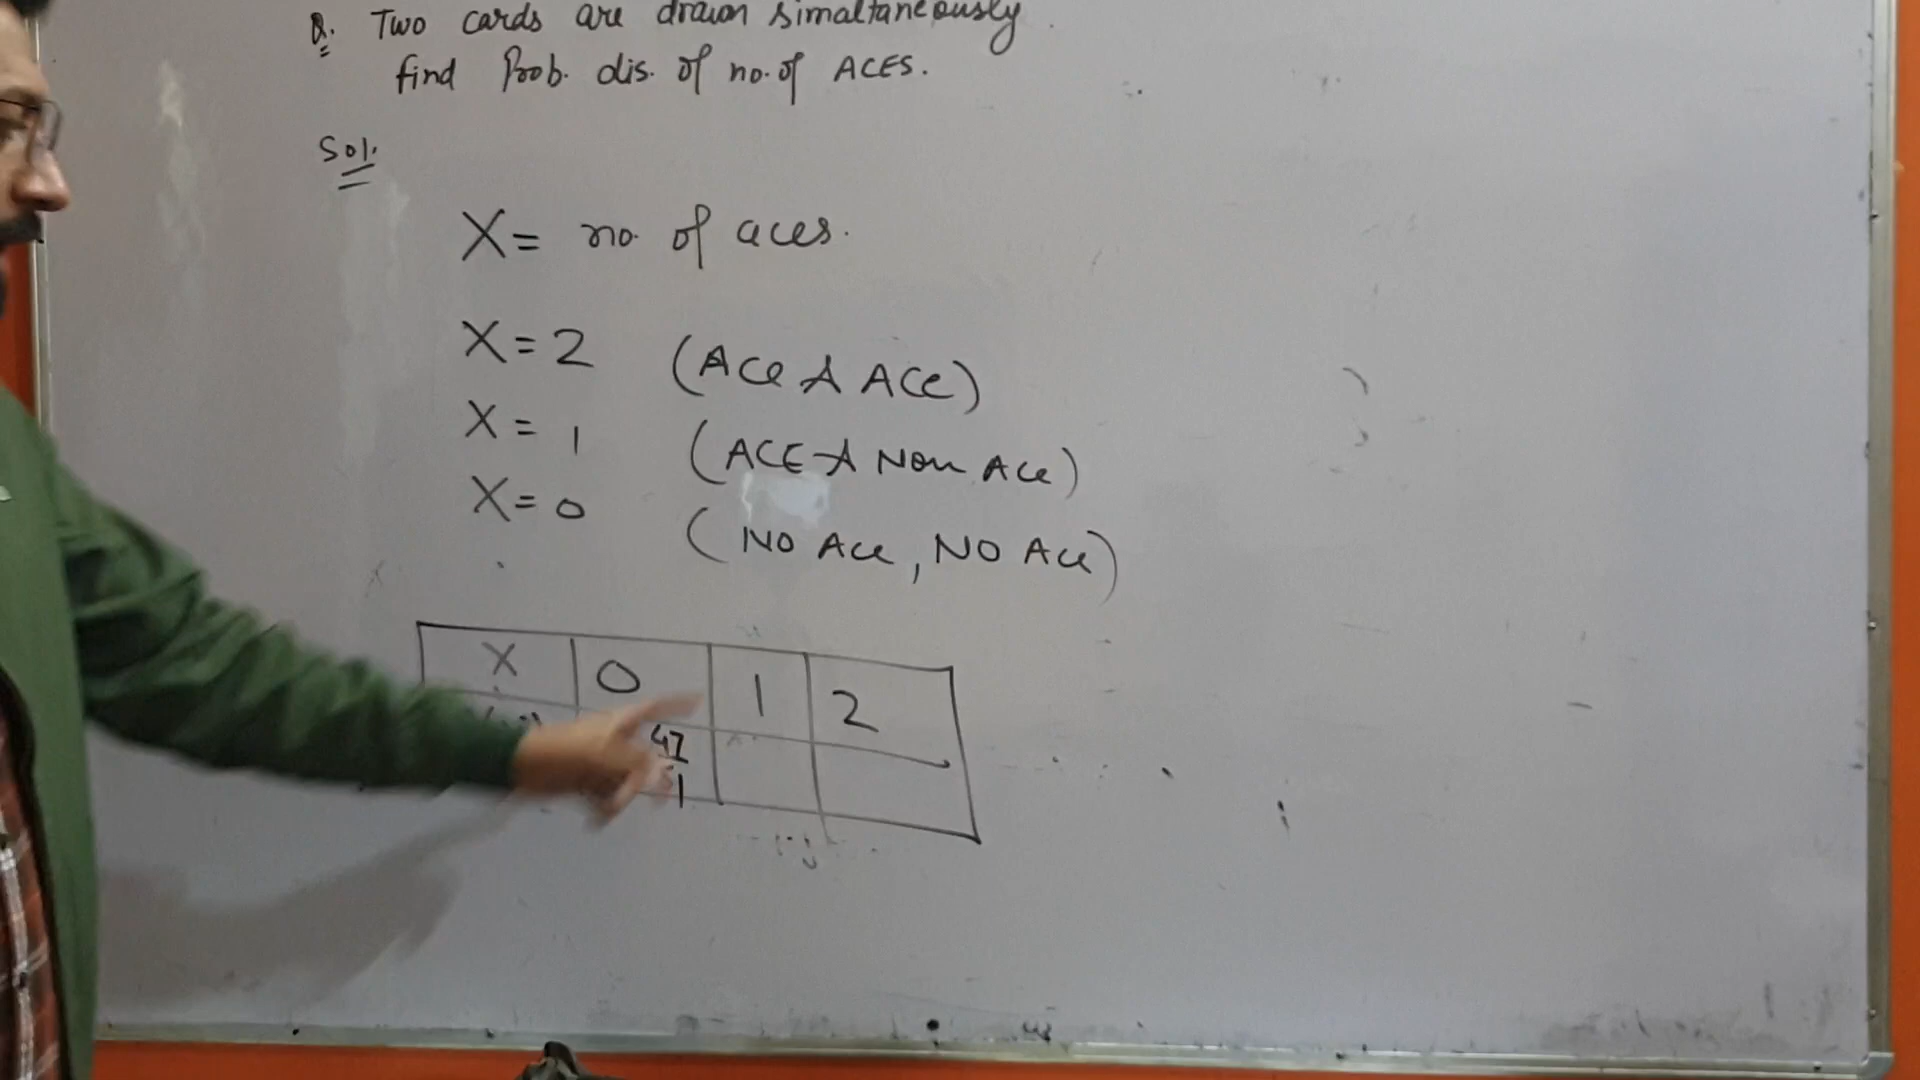 Q. Two cards are drawn simaltaneously
find Prob. dis. of no. of ACES.
Sol.
X = no. of aces.
X = 2 (Ace & Ace)
X = 1 (ACE & Non Ace)
X = 0 (NO Ace, NO Ace)
X 0 1 2
47